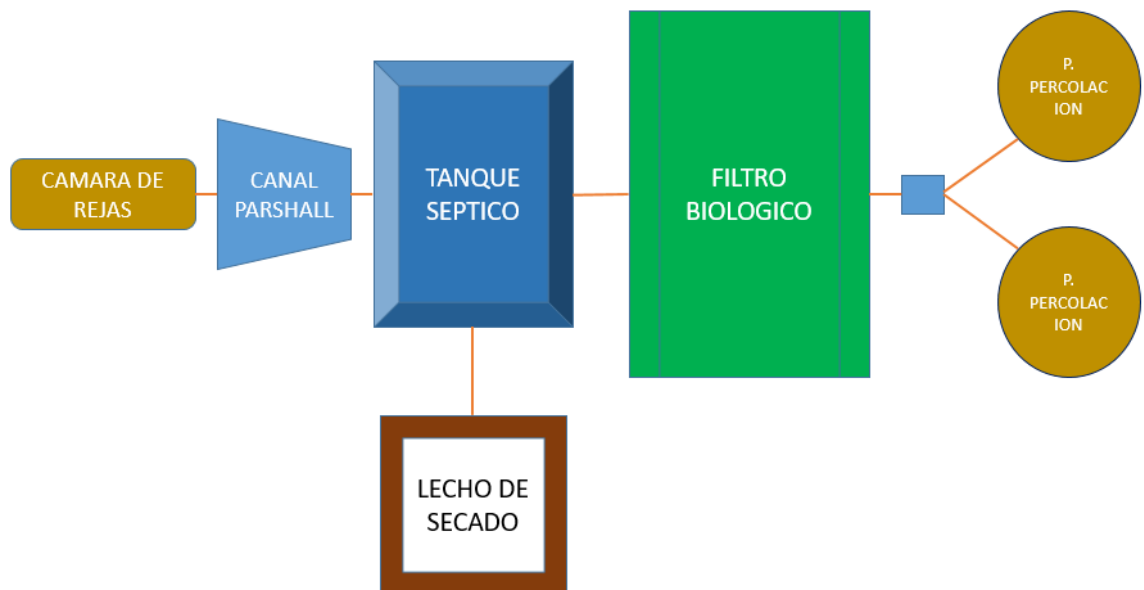 CAMARA DE
REJAS
CANAL
PARSHALL
TANQUE
SEPTICO
FILTRO
BIOLOGICO
P.
PERCOLAC
ION
P.
PERCOLAC
ION
LECHO DE
SECADO